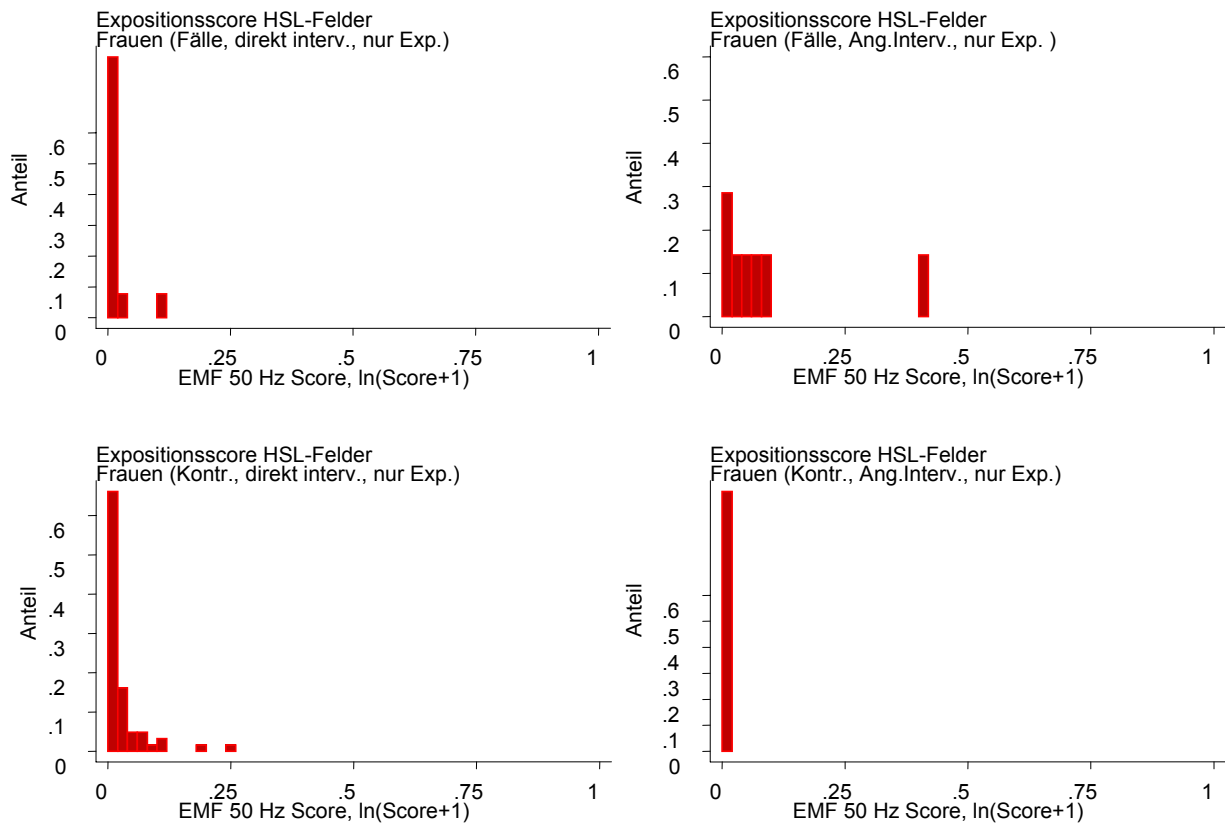 Expositionsscore HSL-Felder
Frauen (Fälle, direkt interv., nur Exp.)
Anteil
.6
.5
.4
.3
.2
.1
0
0 .25 .5 .75 1
EMF 50 Hz Score, ln(Score+1)
Expositionsscore HSL-Felder
Frauen (Fälle, Ang.Interv., nur Exp. )
Anteil
.6
.5
.4
.3
.2
.1
0
0 .25 .5 .75 1
EMF 50 Hz Score, ln(Score+1)
Expositionsscore HSL-Felder
Frauen (Kontr., direkt interv., nur Exp.)
Anteil
.6
.5
.4
.3
.2
.1
0
0 .25 .5 .75 1
EMF 50 Hz Score, ln(Score+1)
Expositionsscore HSL-Felder
Frauen (Kontr., Ang.Interv., nur Exp.)
Anteil
.6
.5
.4
.3
.2
.1
0
0 .25 .5 .75 1
EMF 50 Hz Score, ln(Score+1)